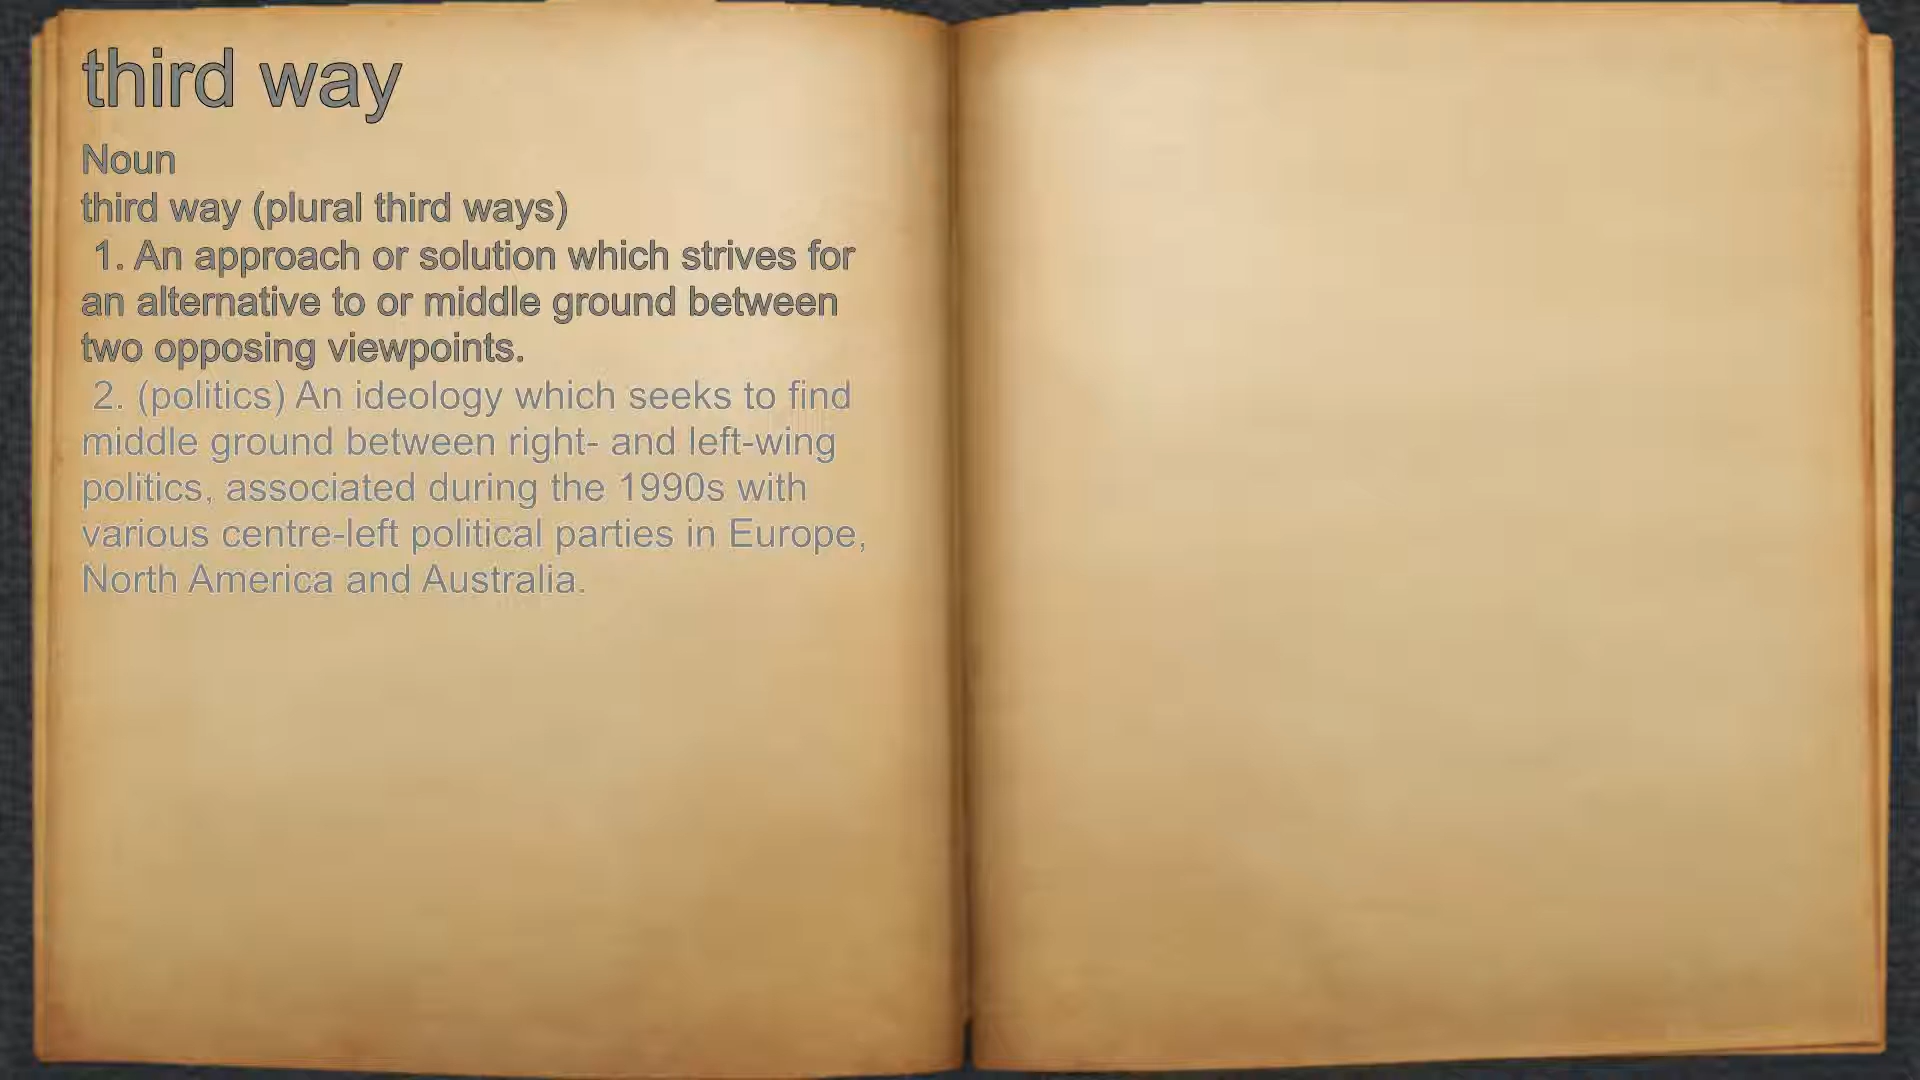 third way
Noun
third way (plural third ways)
1. An approach or solution which strives for
an alternative to or middle ground between
two opposing viewpoints.
2. (politics) An ideology which seeks to find
middle ground between right- and left-wing
politics, associated during the 1990s with
various centre-left political parties in Europe,
North America and Australia.